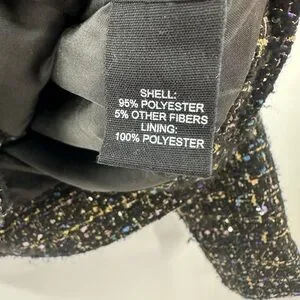 SHELL:
95% POLYESTER
5% OTHER FIBERS
LINING:
100% POLYESTER